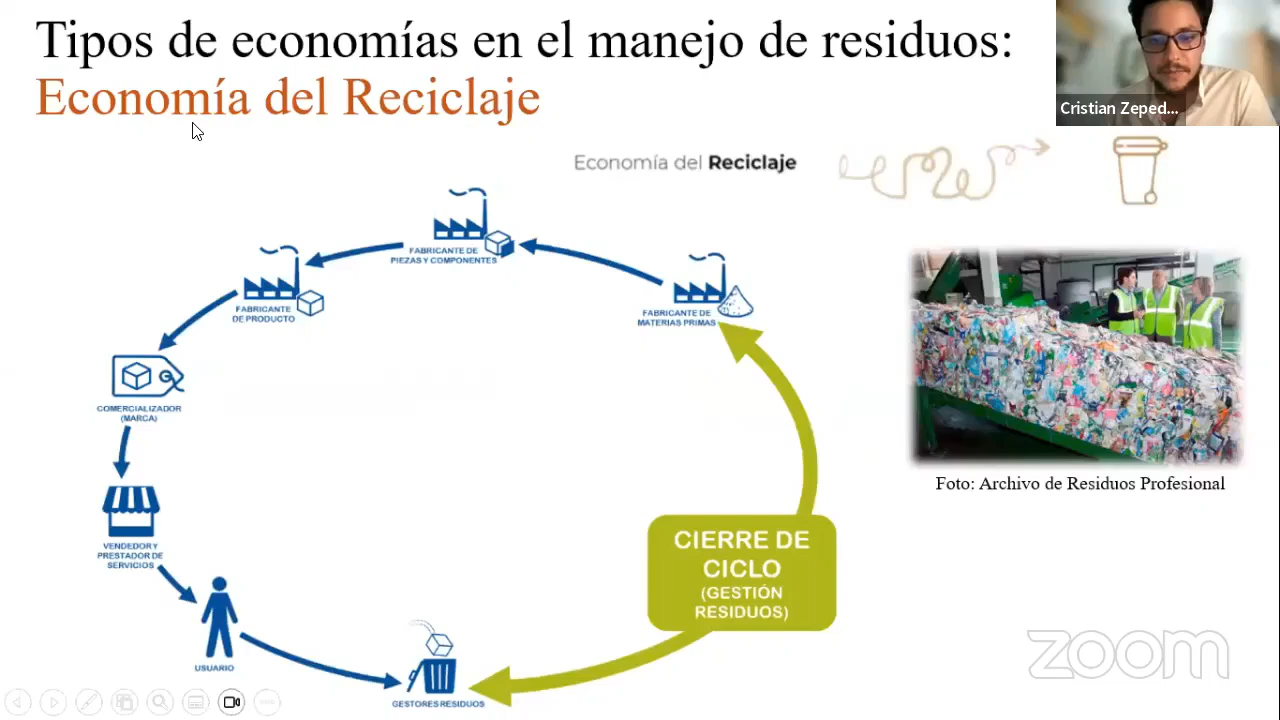 Tipos de economías en el manejo de residuos:
Economía del Reciclaje
Cristian Zeped...
Economía del Reciclaje
FABRICANTE DE
PIEZAS Y COMPONENTES
FABRICANTE
DE PRODUCTO
FABRICANTE DE
MATERIAS PRIMAS
COMERCIALIZADOR
(MARCA)
VENDEDOR Y
PRESTADOR DE
SERVICIOS
USUARIO
GESTORES RESIDUOS
CIERRE DE
CICLO
(GESTIÓN
RESIDUOS)
Foto: Archivo de Residuos Profesional
zoom